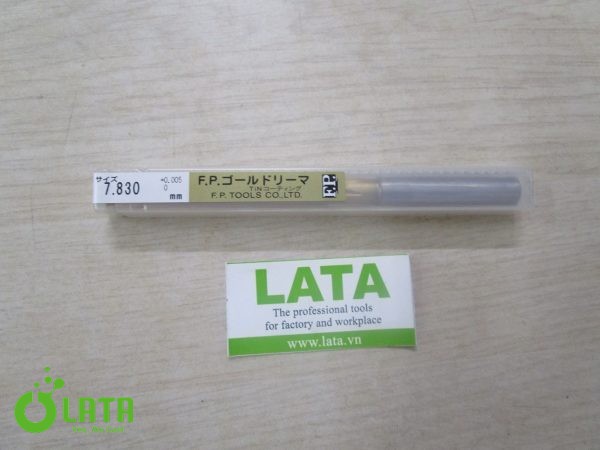 サイズ
7.830
+0.005
0
mm
F.P.ゴールドリーマ
TiNコーティング
F.P. TOOLS CO.,LTD.
F.P.
LATA
The professional tools
for factory and workplace
www.lata.vn
LATA